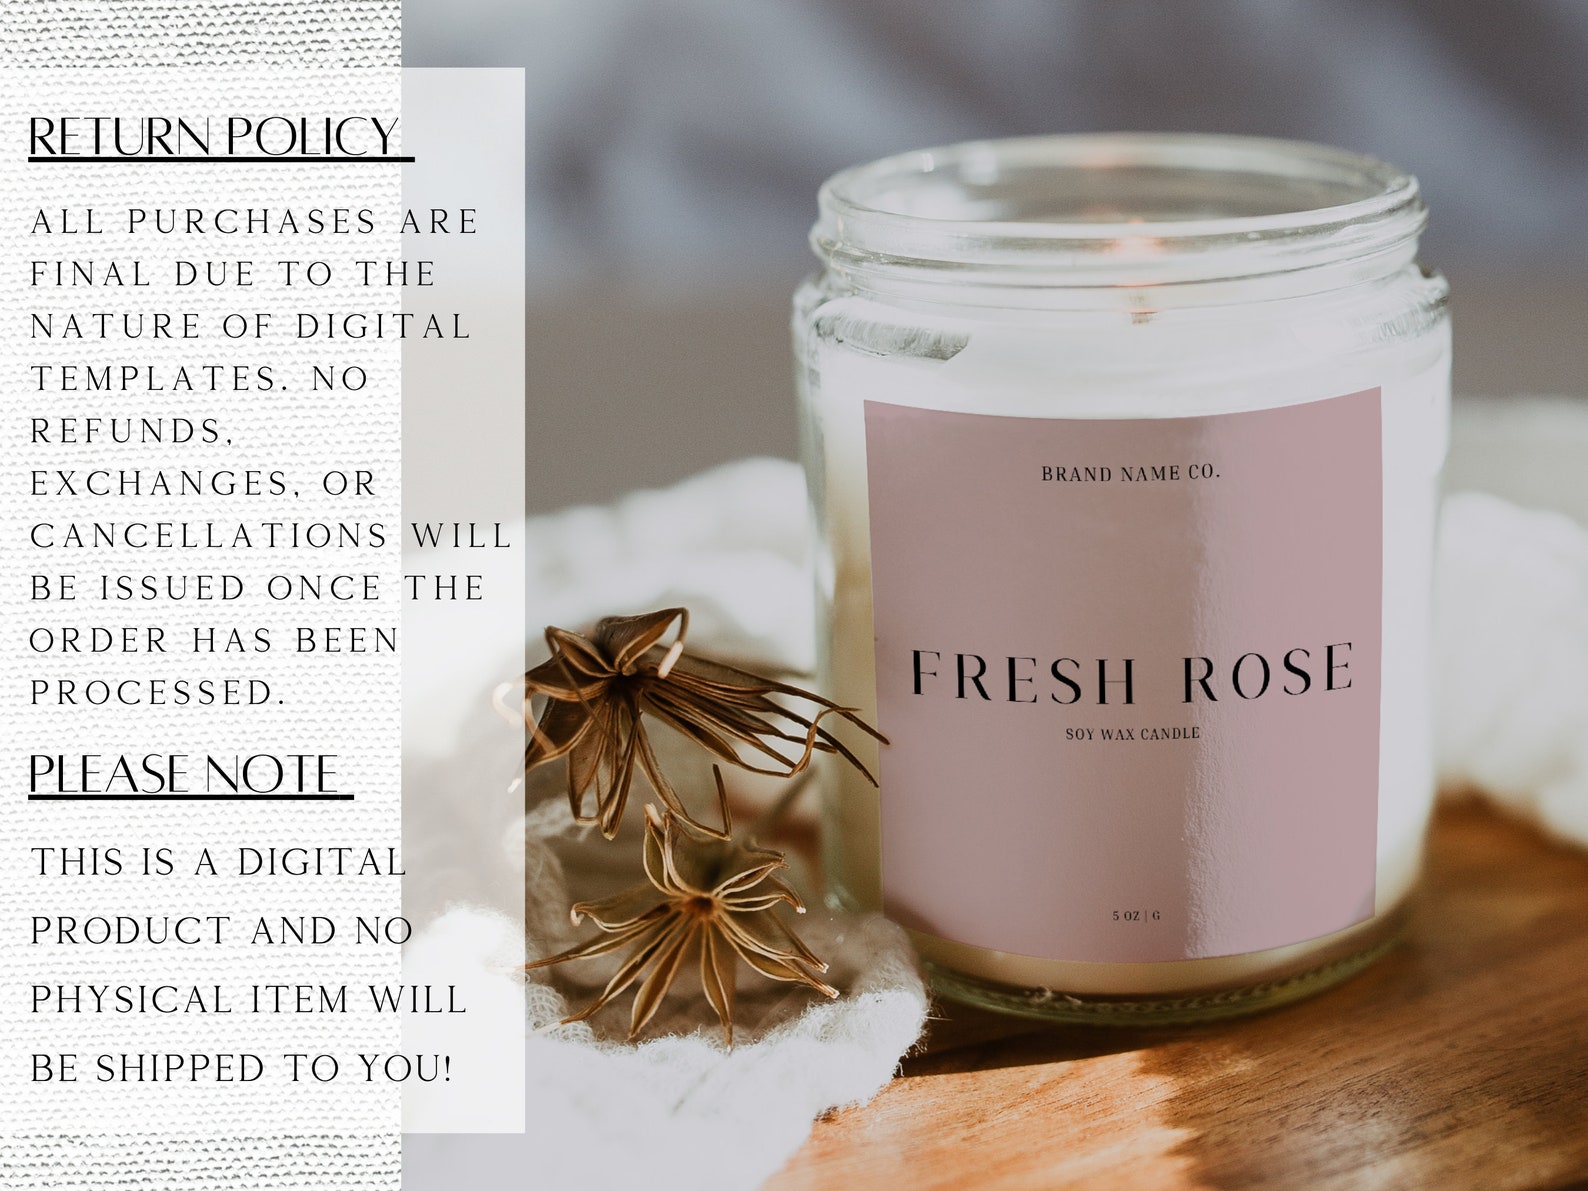 RETURN POLICY
ALL PURCHASES ARE
FINAL DUE TO THE
NATURE OF DIGITAL
TEMPLATES. NO
REFUNDS,
EXCHANGES, OR
CANCELLATIONS WILL
BE ISSUED ONCE THE
ORDER HAS BEEN
PROCESSED.
PLEASE NOTE
THIS IS A DIGITAL
PRODUCT AND NO
PHYSICAL ITEM WILL
BE SHIPPED TO YOU!
BRAND NAME CO.
FRESH ROSE
SOY WAX CANDLE
5 OZ | G